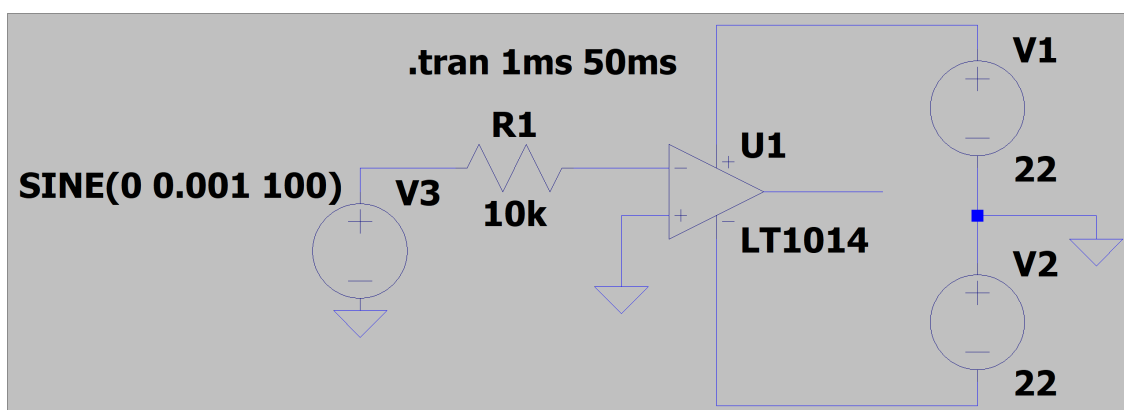 .tran 1ms 50ms
V1
R1
U1
SINE(0 0.001 100)
V3
22
10k
LT1014
V2
22